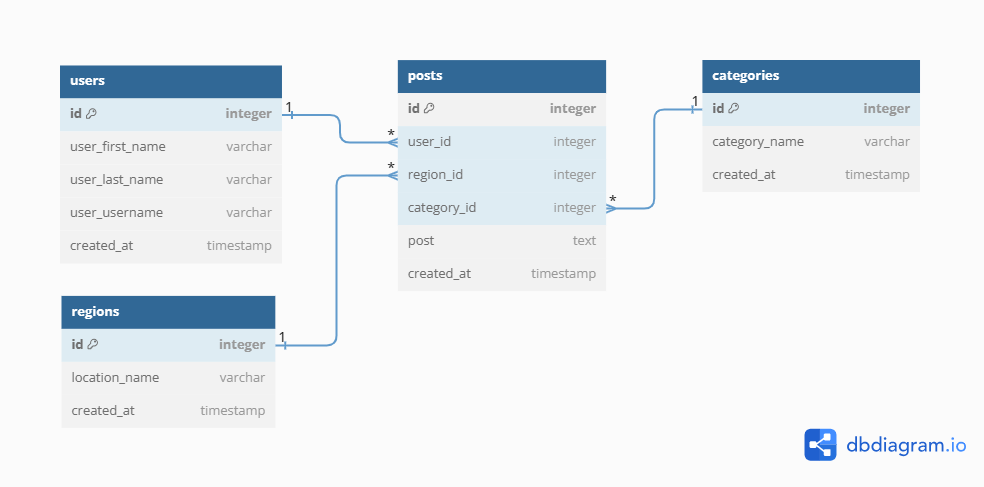 users
id integer
user_first_name varchar
user_last_name varchar
user_username varchar
created_at timestamp
1
*
posts
id integer
user_id integer
region_id integer
category_id integer
post text
created_at timestamp
*
*
1
categories
id integer
category_name varchar
created_at timestamp
regions
id integer
location_name varchar
created_at timestamp
1
dbdiagram.io